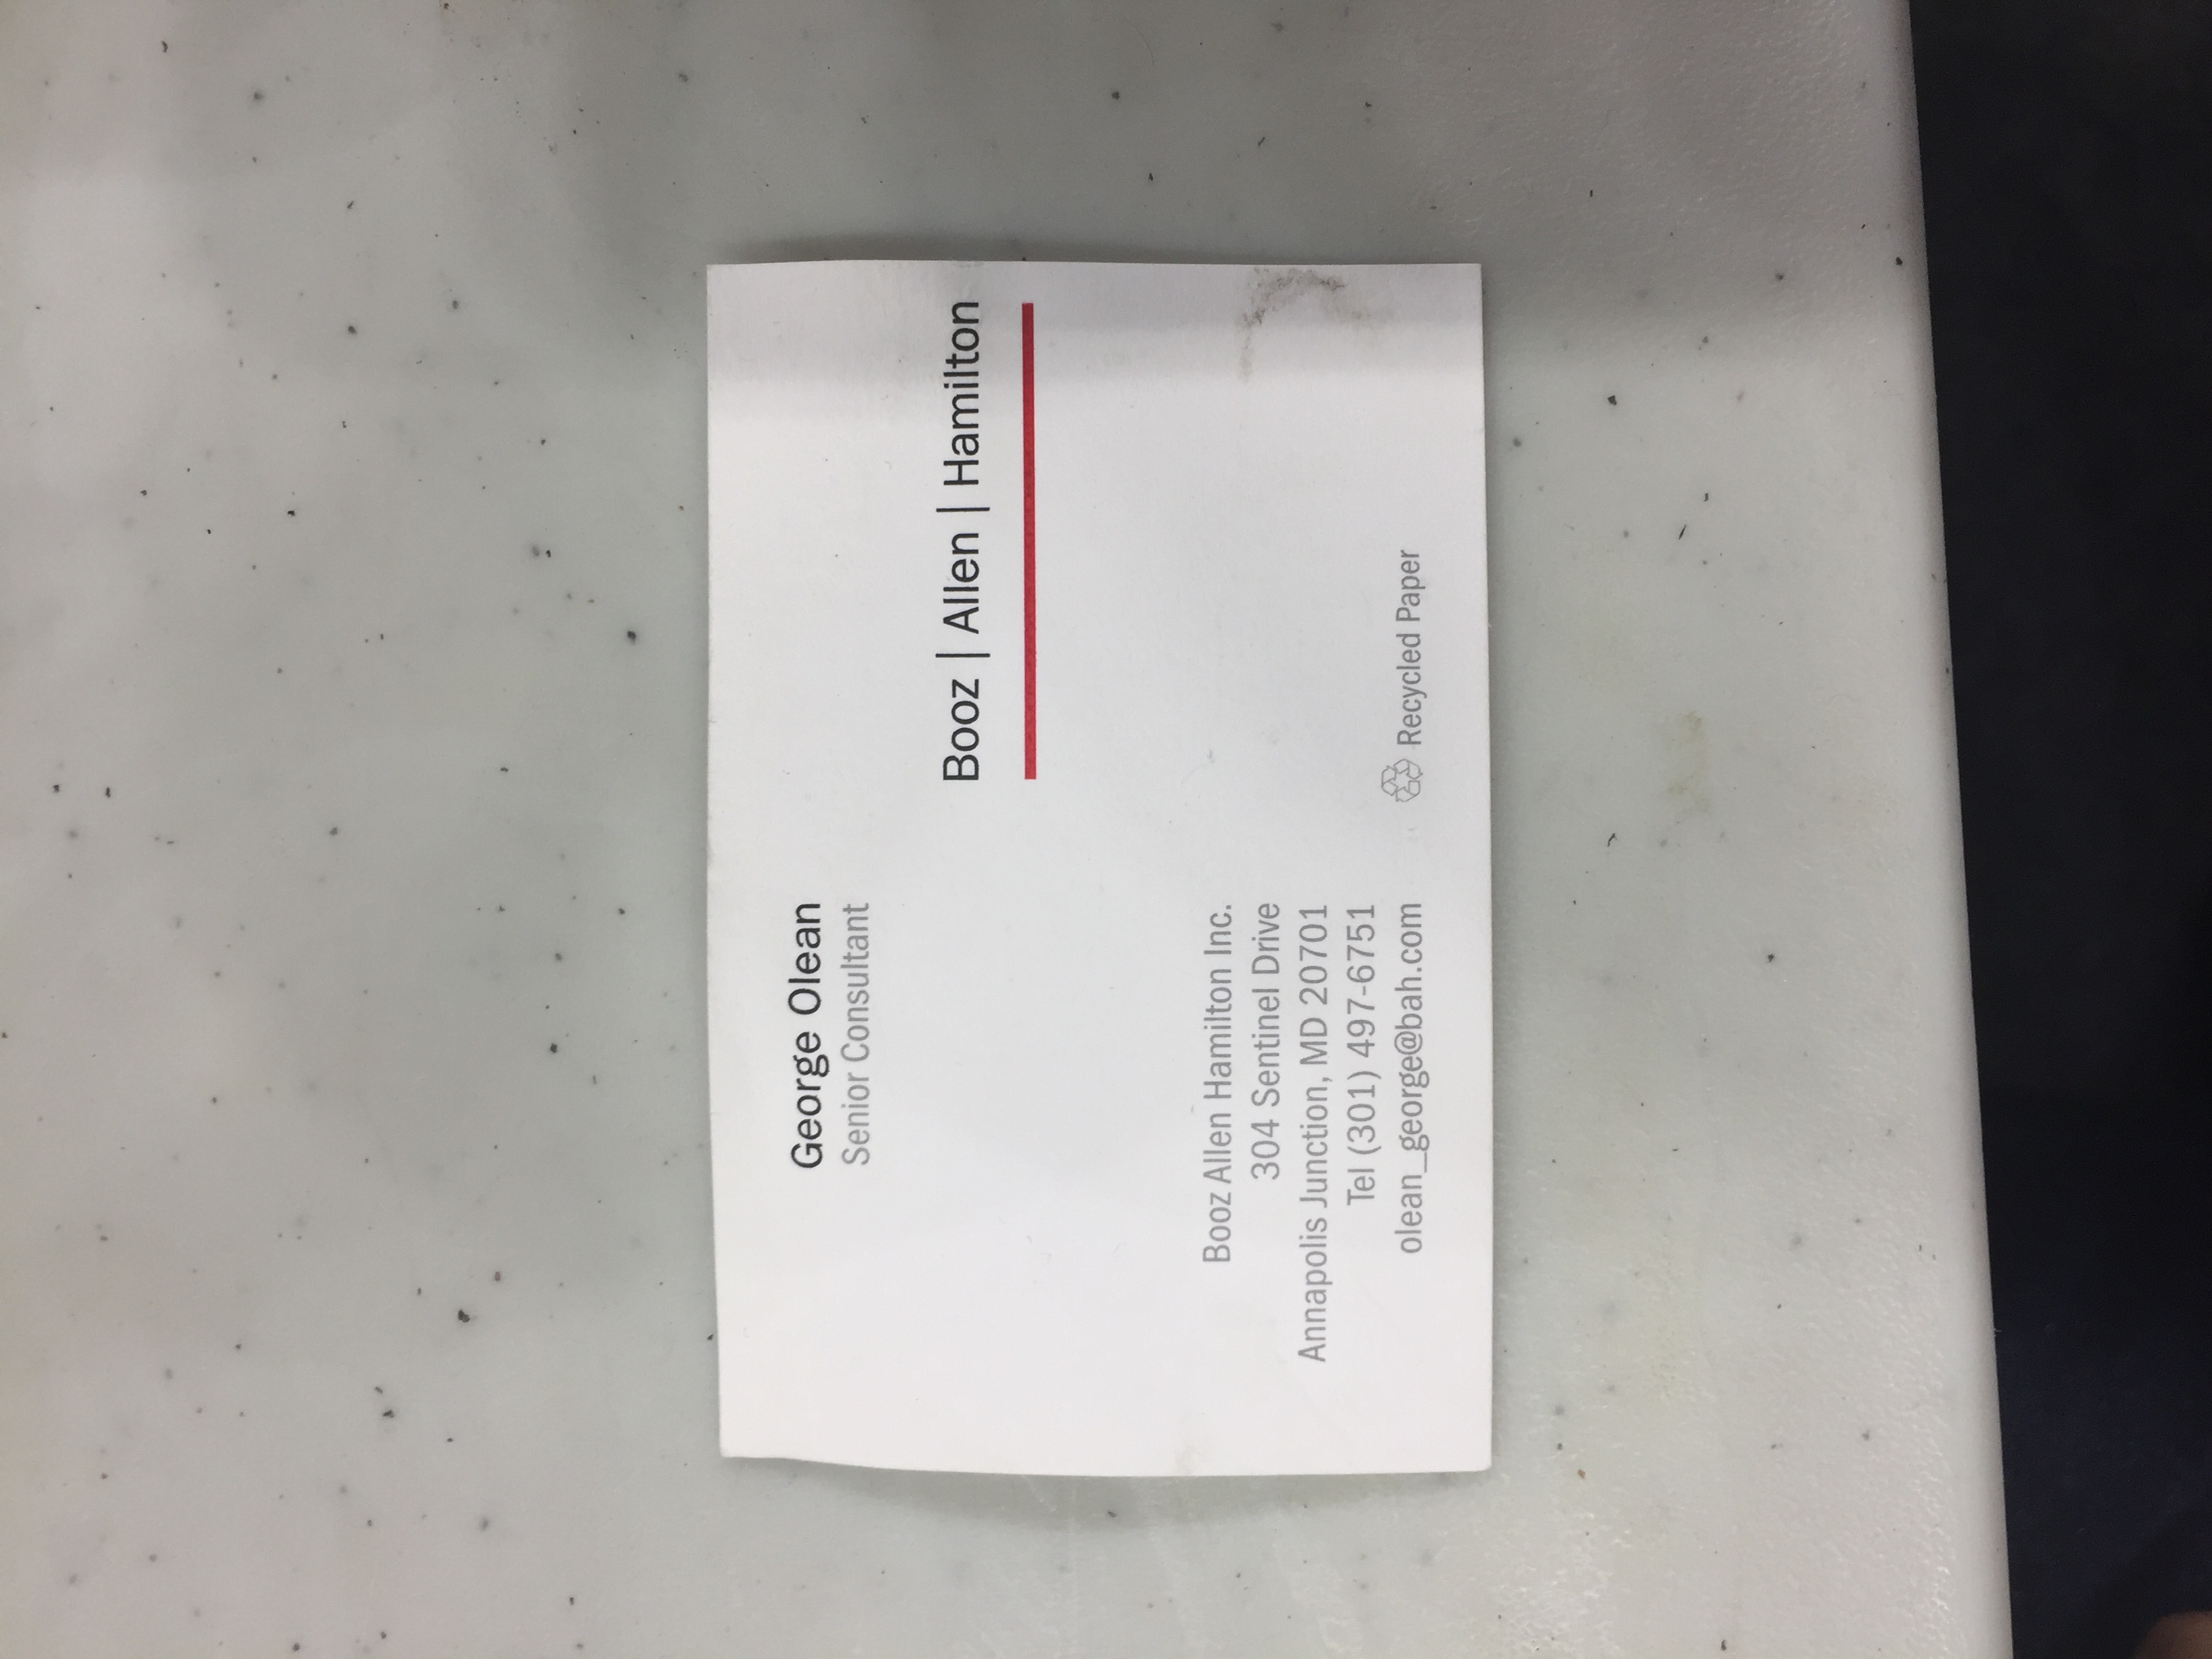 George Olean
Senior Consultant
Booz | Allen | Hamilton
Booz Allen Hamilton Inc.
304 Sentinel Drive
Annapolis Junction, MD 20701
Tel (301) 497-6751
olean_george@bah.com
Recycled Paper